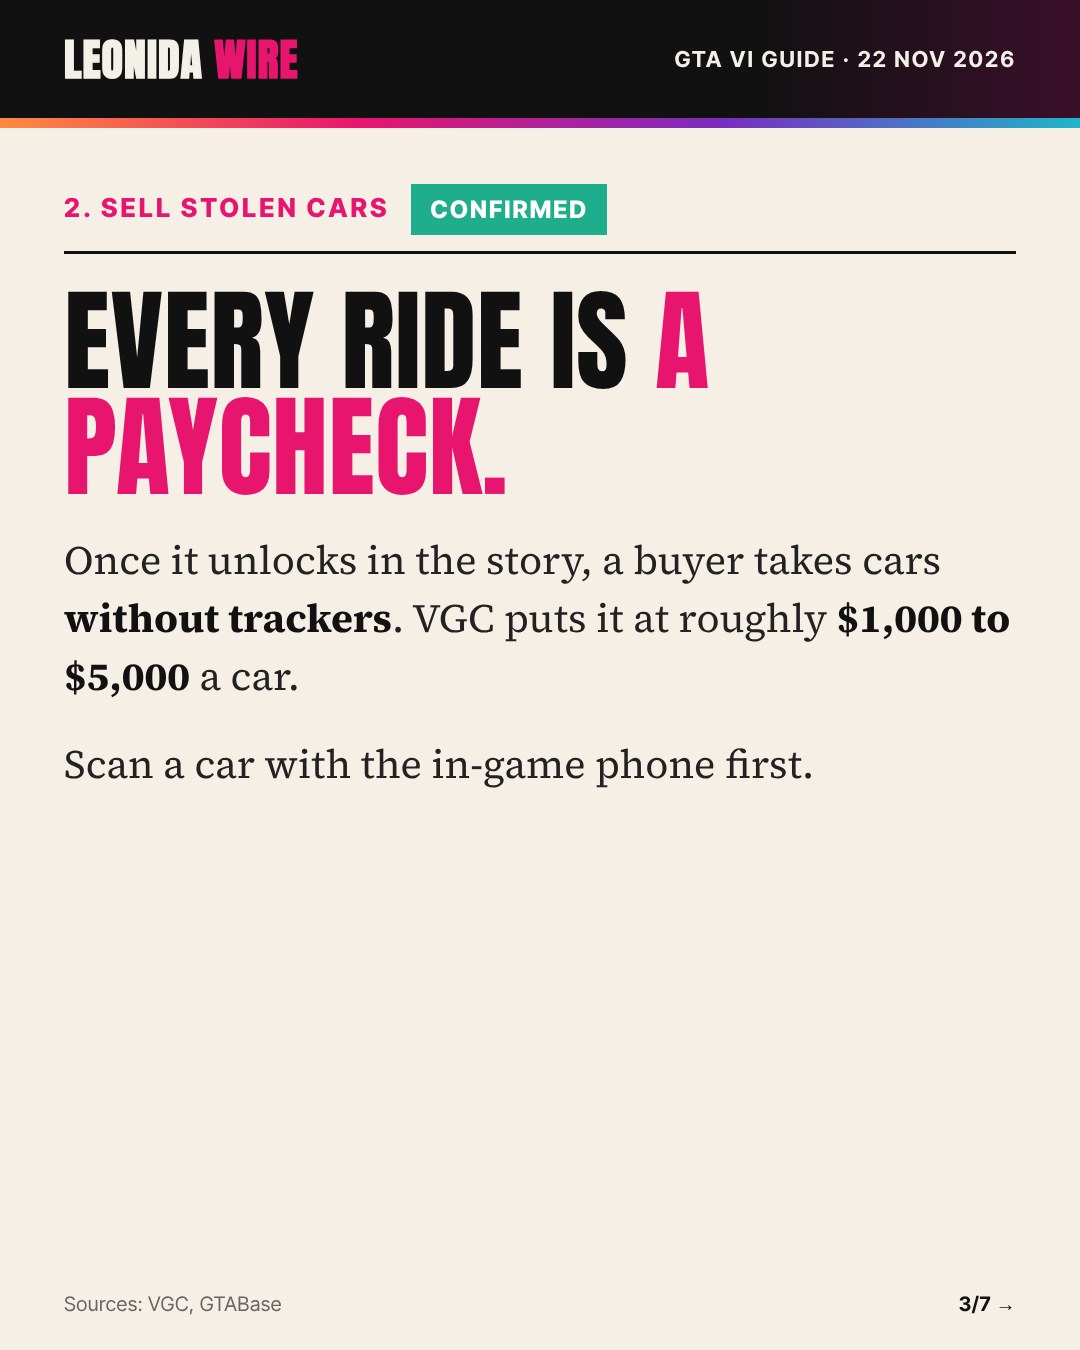 LEONIDA WIRE
GTA VI GUIDE · 22 NOV 2026
2. SELL STOLEN CARS
CONFIRMED
EVERY RIDE IS A
PAYCHECK.
Once it unlocks in the story, a buyer takes cars
without trackers. VGC puts it at roughly $1,000 to
$5,000 a car.
Scan a car with the in-game phone first.
Sources: VGC, GTABase
3/7 →